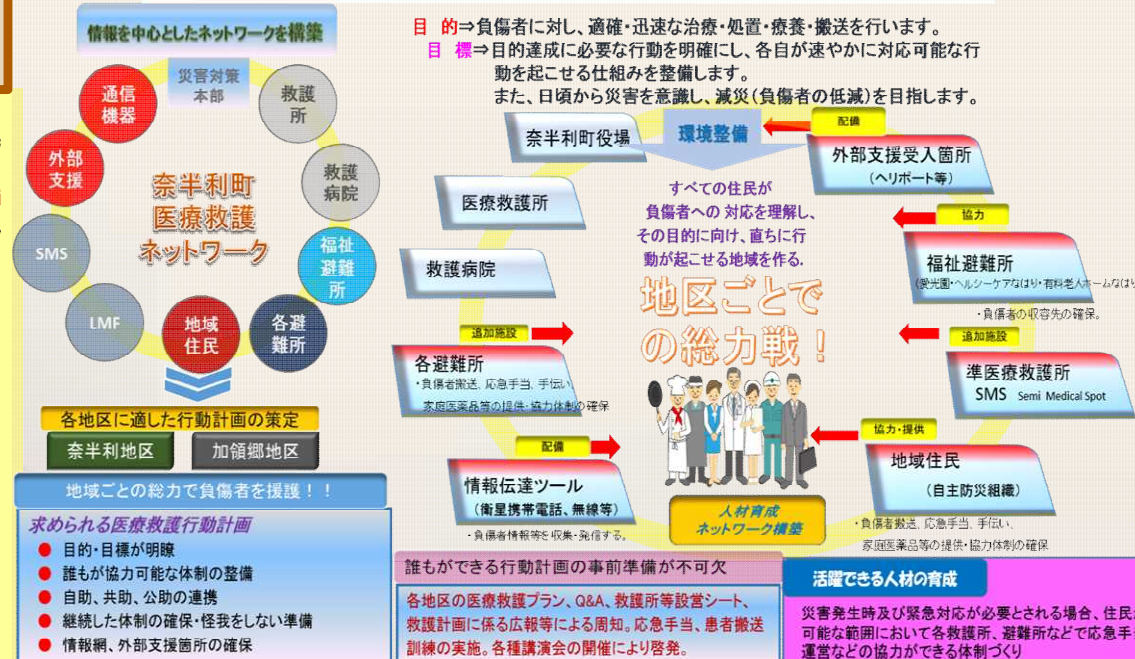 情報を中心としたネットワークを構築
災害対策
本部
救護
所
救護
病院
福祉
避難
所
各避
難所
地域
住民
LMF
SMS
外部
支援
通信
機器
奈半利町
医療救護
ネットワーク
各地区に適した行動計画の策定
奈半利地区
加領郷地区
地域ごとの総力で負傷者を援護！！
求められる医療救護行動計画
● 目的・目標が明瞭
● 誰もが協力可能な体制の整備
● 自助、共助、公助の連携
● 継続した体制の確保・怪我をしない準備
● 情報網、外部支援箇所の確保
目 的⇒負傷者に対し、適確・迅速な治療・処置・療養・搬送を行います。
目 標⇒目的達成に必要な行動を明確にし、各自が速やかに対応可能な行
動を起こせる仕組みを整備します。
また、日頃から災害を意識し、減災(負傷者の低減)を目指します。
奈半利町役場
環境整備
配備
外部支援受入箇所
(ヘリポート等)
医療救護所
すべての住民が
負傷者への 対応を理解し、
その目的に向け、直ちに行
動が起こせる地域を作る.
協力
福祉避難所
(愛光園・ヘルシーケアなはり・有料老人ホームなはり
・負傷者の収容先の確保。
救護病院
地区ごとで
の総力戦！
追加施設
各避難所
・負傷者搬送、応急手当、手伝い、
家庭医薬品等の提供・協力体制の確保
追加施設
準医療救護所
SMS Semi Medical Spot
配備
情報伝達ツール
(衛星携帯電話、無線等)
・負傷者情報等を収集・発信する。
協力・提供
地域住民
(自主防災組織)
・負傷者搬送、応急手当、手伝い、
家庭医薬品等の提供・協力体制の確保
人材育成
ネットワーク構築
誰もができる行動計画の事前準備が不可欠
各地区の医療救護プラン、Q&A、救護所等設営シート、
救護計画に係る広報等による周知。応急手当、患者搬送
訓練の実施。各種講演会の開催により啓発。
活躍できる人材の育成
災害発生時及び緊急対応が必要とされる場合、住民
可能な範囲において各救護所、避難所などで応急手
運営などの協力ができる体制づくり